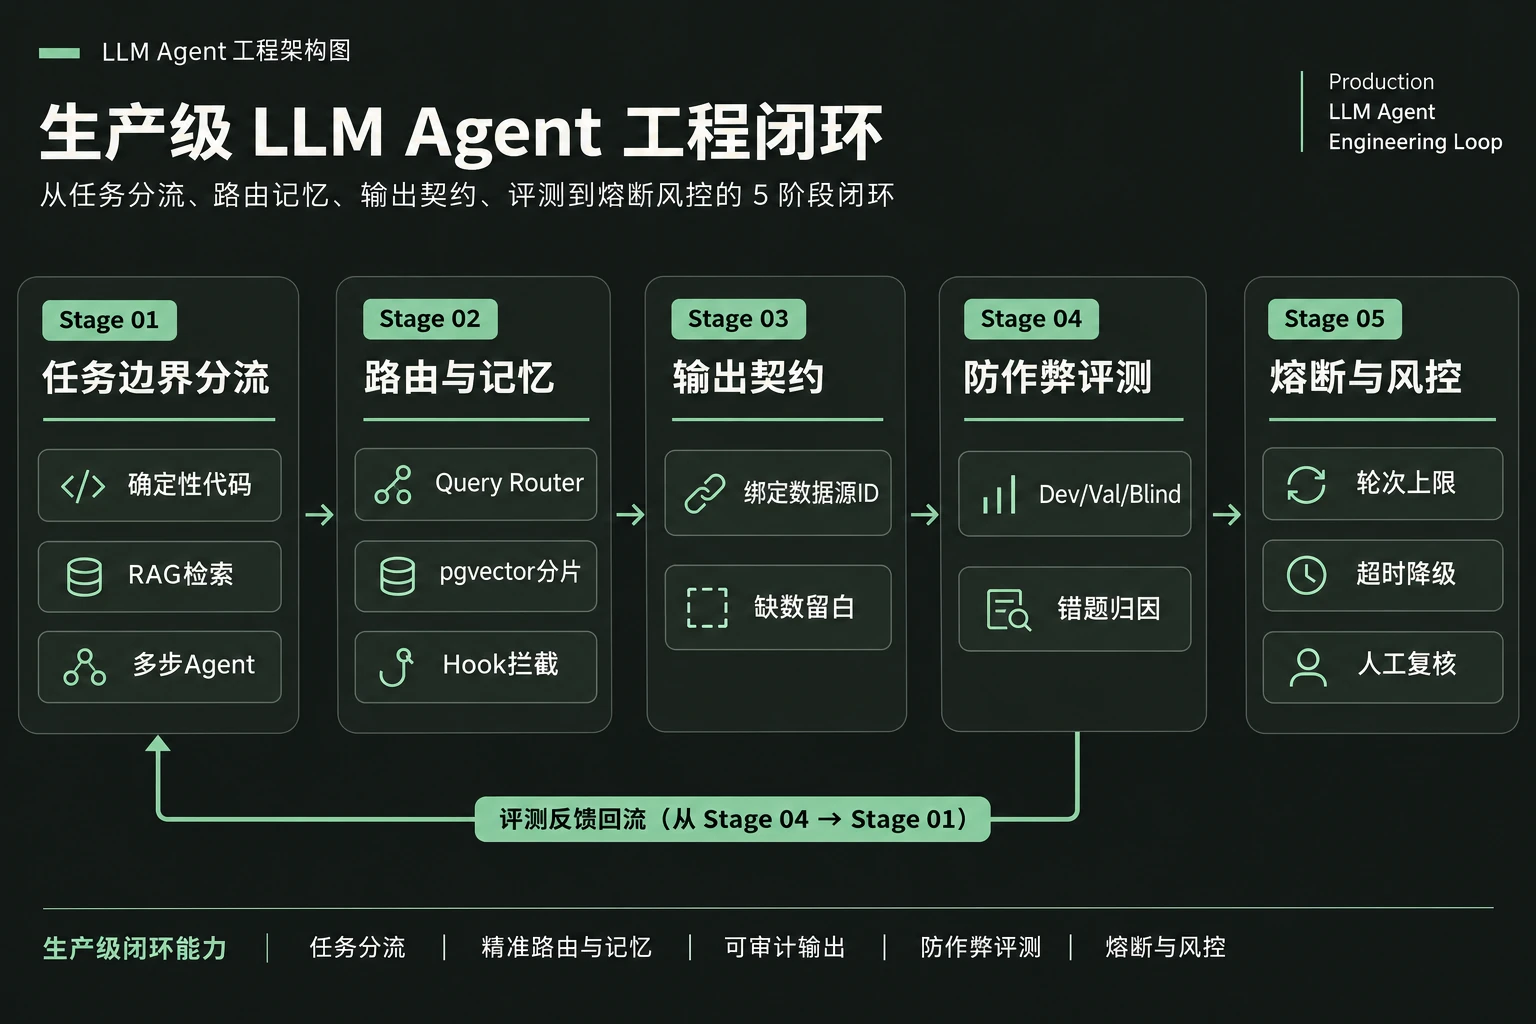 LLM Agent 工程架构图
生产级 LLM Agent 工程闭环
从任务分流、路由记忆、输出契约、评测到熔断风控的 5 阶段闭环
Production
LLM Agent
Engineering Loop
Stage 01
任务边界分流
确定性代码
RAG检索
多步Agent
Stage 02
路由与记忆
Query Router
pgvector分片
Hook拦截
Stage 03
输出契约
绑定数据源ID
缺数留白
Stage 04
防作弊评测
Dev/Val/Blind
错题归因
Stage 05
熔断与风控
轮次上限
超时降级
人工复核
评测反馈回流（从 Stage 04 → Stage 01）
生产级闭环能力 | 任务分流 | 精准路由与记忆 | 可审计输出 | 防作弊评测 | 熔断与风控